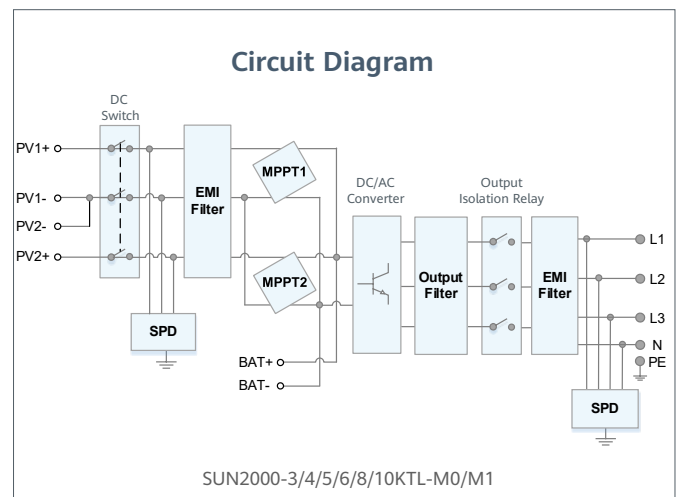 Circuit Diagram
DC
Switch
PV1+
PV1-
PV2-
PV2+
EMI
Filter
MPPT1
MPPT2
SPD
BAT+
BAT-
DC/AC
Converter
Output
Filter
Output
Isolation Relay
EMI
Filter
L1
L2
L3
N
PE
SPD
SUN2000-3/4/5/6/8/10KTL-M0/M1